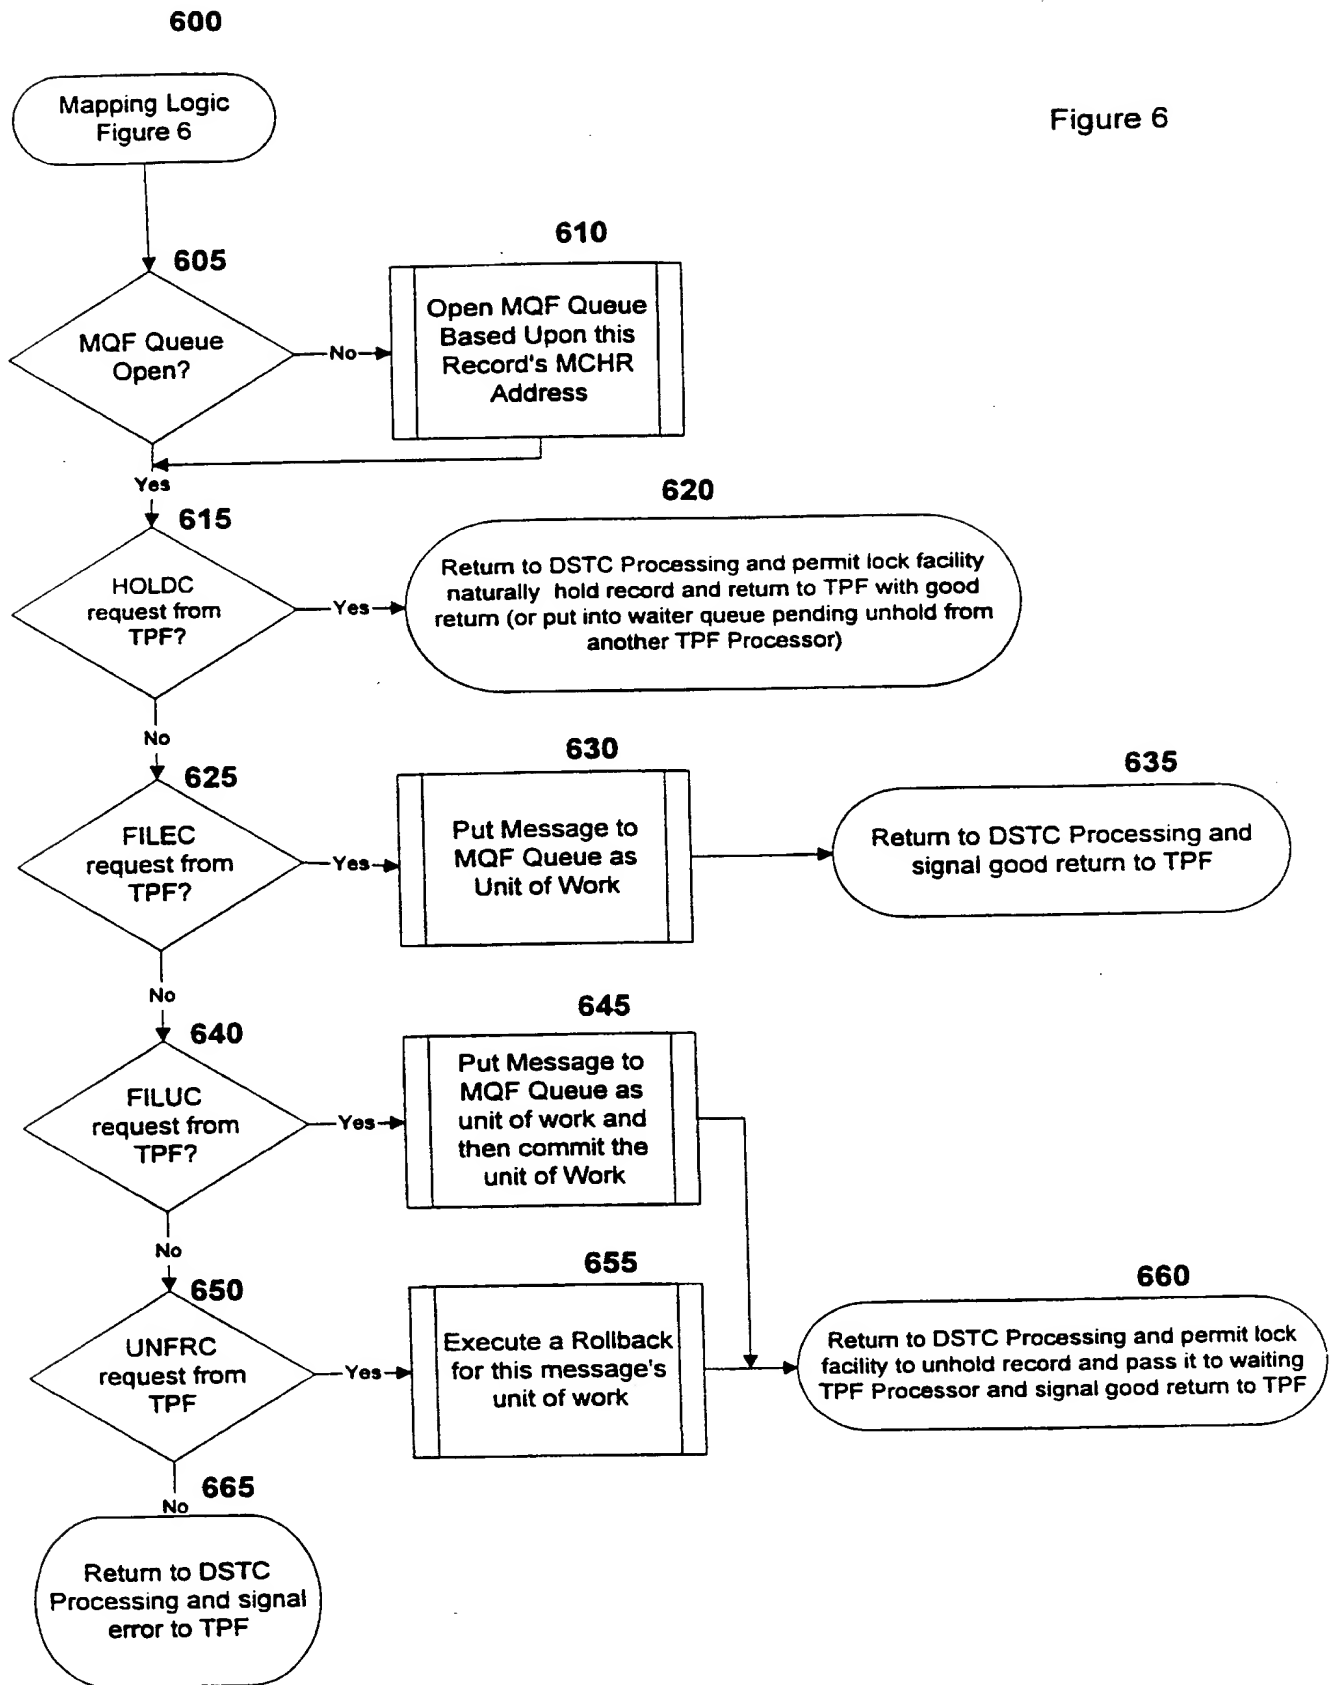 600
Mapping Logic
Figure 6
Figure 6
605
MQF Queue
Open?
No
610
Open MQF Queue
Based Upon this
Record's MCHR
Address
Yes
615
HOLDC
request from
TPF?
Yes
620
Return to DSTC Processing and permit lock facility
naturally hold record and return to TPF with good
return (or put into waiter queue pending unhold from
another TPF Processor)
No
625
FILEC
request from
TPF?
Yes
630
Put Message to
MQF Queue as
Unit of Work
635
Return to DSTC Processing and
signal good return to TPF
No
640
FILUC
request from
TPF?
Yes
645
Put Message to
MQF Queue as
unit of work and
then commit the
unit of Work
No
650
UNFRC
request from
TPF
Yes
655
Execute a Rollback
for this message's
unit of work
660
Return to DSTC Processing and permit lock
facility to unhold record and pass it to waiting
TPF Processor and signal good return to TPF
No
665
Return to DSTC
Processing and signal
error to TPF